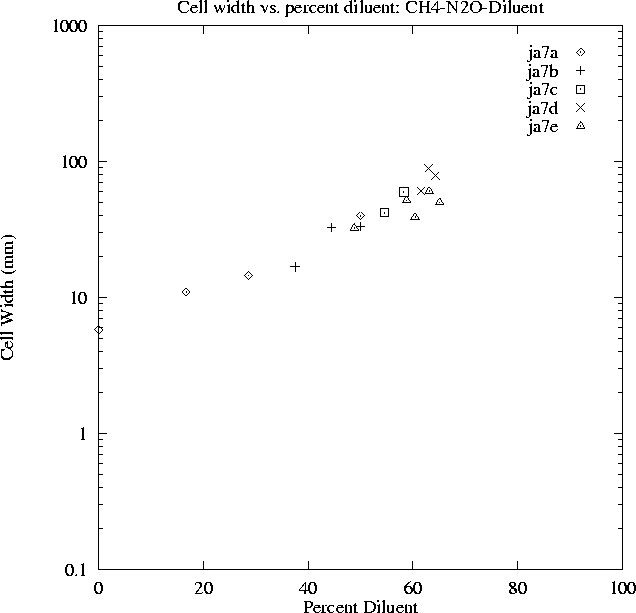 Cell width vs. percent diluent: CH4-N2O-Diluent
1000
ja7a
ja7b
ja7c
ja7d
ja7e
100
Cell Width (mm)
10
1
0.1
0 20 40 60 80 100
Percent Diluent